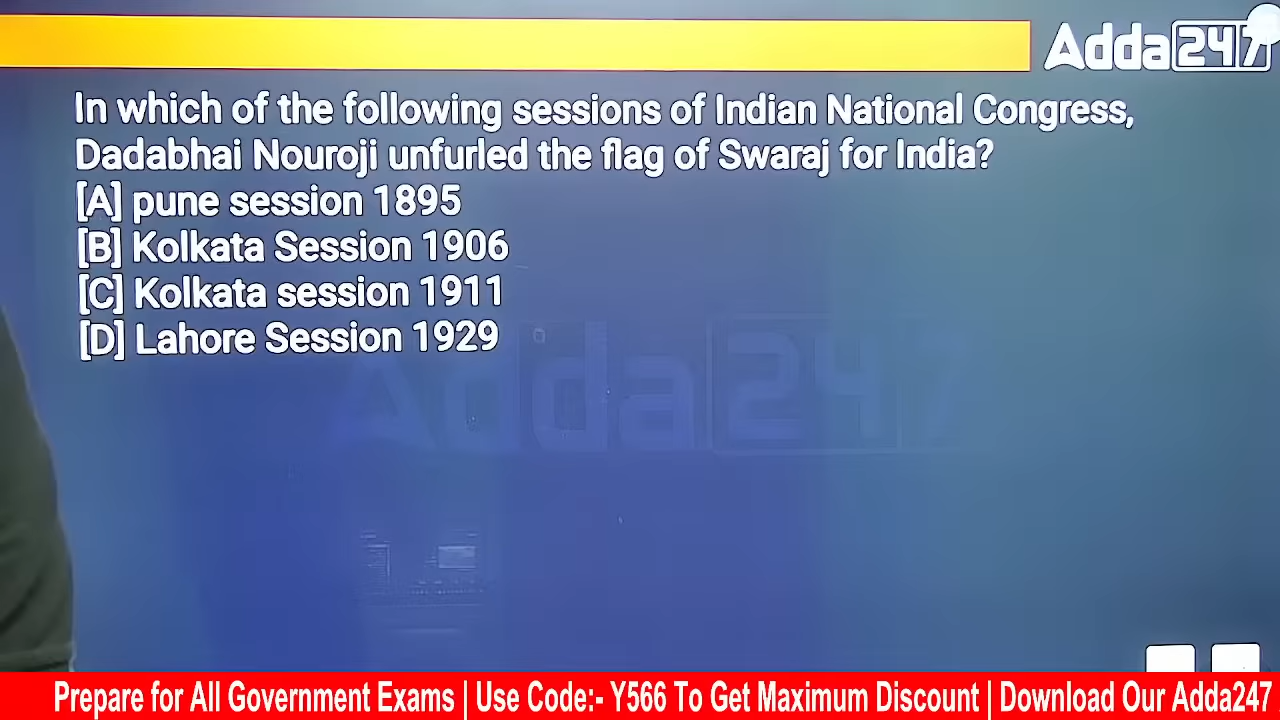 Adda247
In which of the following sessions of Indian National Congress,
Dadabhai Nouroji unfurled the flag of Swaraj for India?
[A] pune session 1895
[B] Kolkata Session 1906
[C] Kolkata session 1911
[D] Lahore Session 1929
Adda247
Prepare for All Government Exams | Use Code:- Y566 To Get Maximum Discount | Download Our Adda247